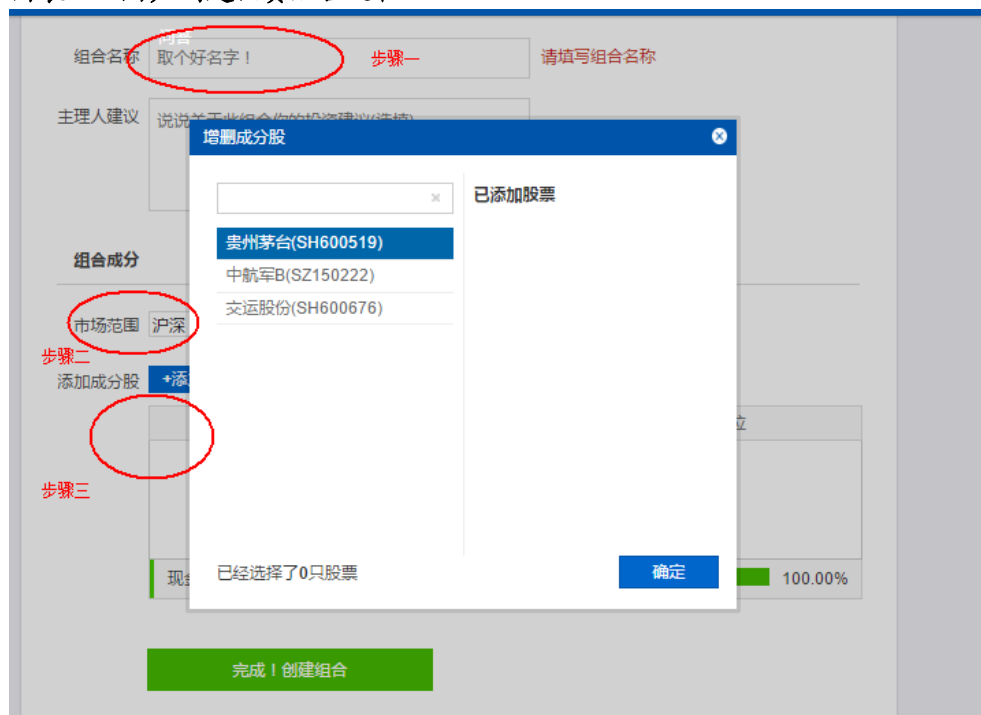 问答
组合名称 取个好名字！ 步骤一 请填写组合名称
主理人建议
增删成分股
已添加股票
贵州茅台(SH600519)
中航军B(SZ150222)
交运股份(SH600676)
组合成分
市场范围 沪深
步骤二
添加成分股 +添
步骤三
已经选择了0只股票 确定
100.00%
完成！创建组合